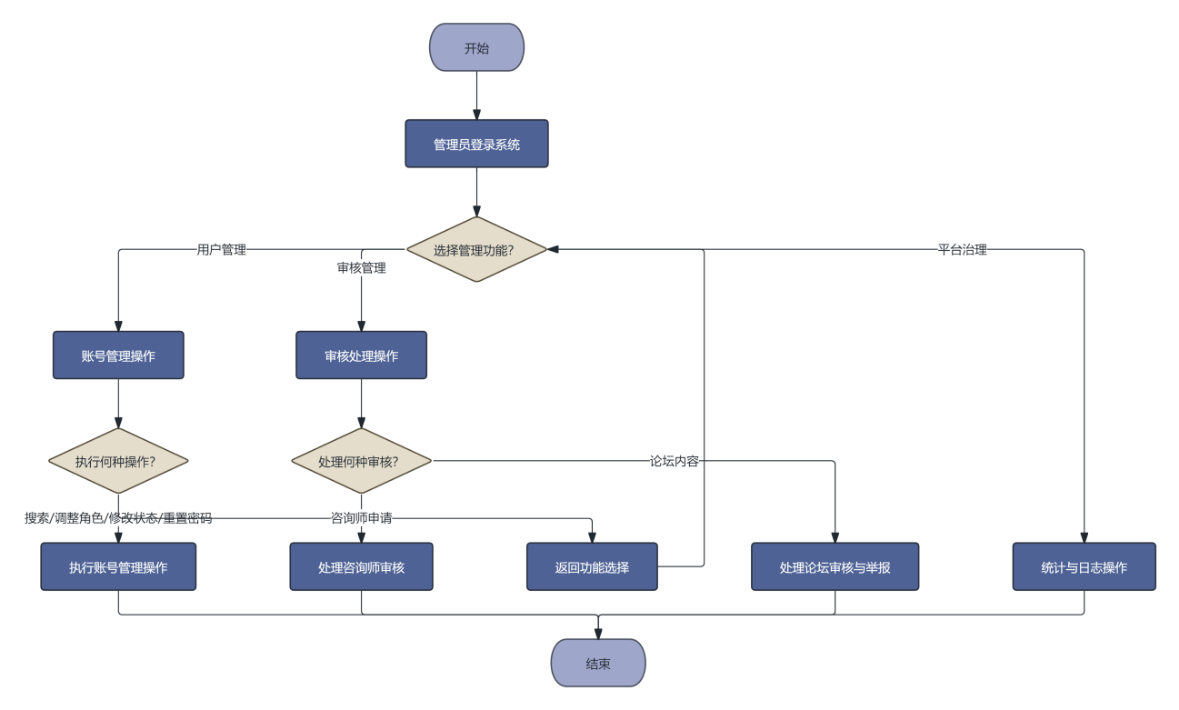 开始
管理员登录系统
选择管理功能?
用户管理
审核管理
平台治理
账号管理操作
审核处理操作
执行何种操作?
处理何种审核?
论坛内容
搜索/调整角色/修改状态/重置密码
咨询师申请
执行账号管理操作
处理咨询师审核
返回功能选择
处理论坛审核与举报
统计与日志操作
结束